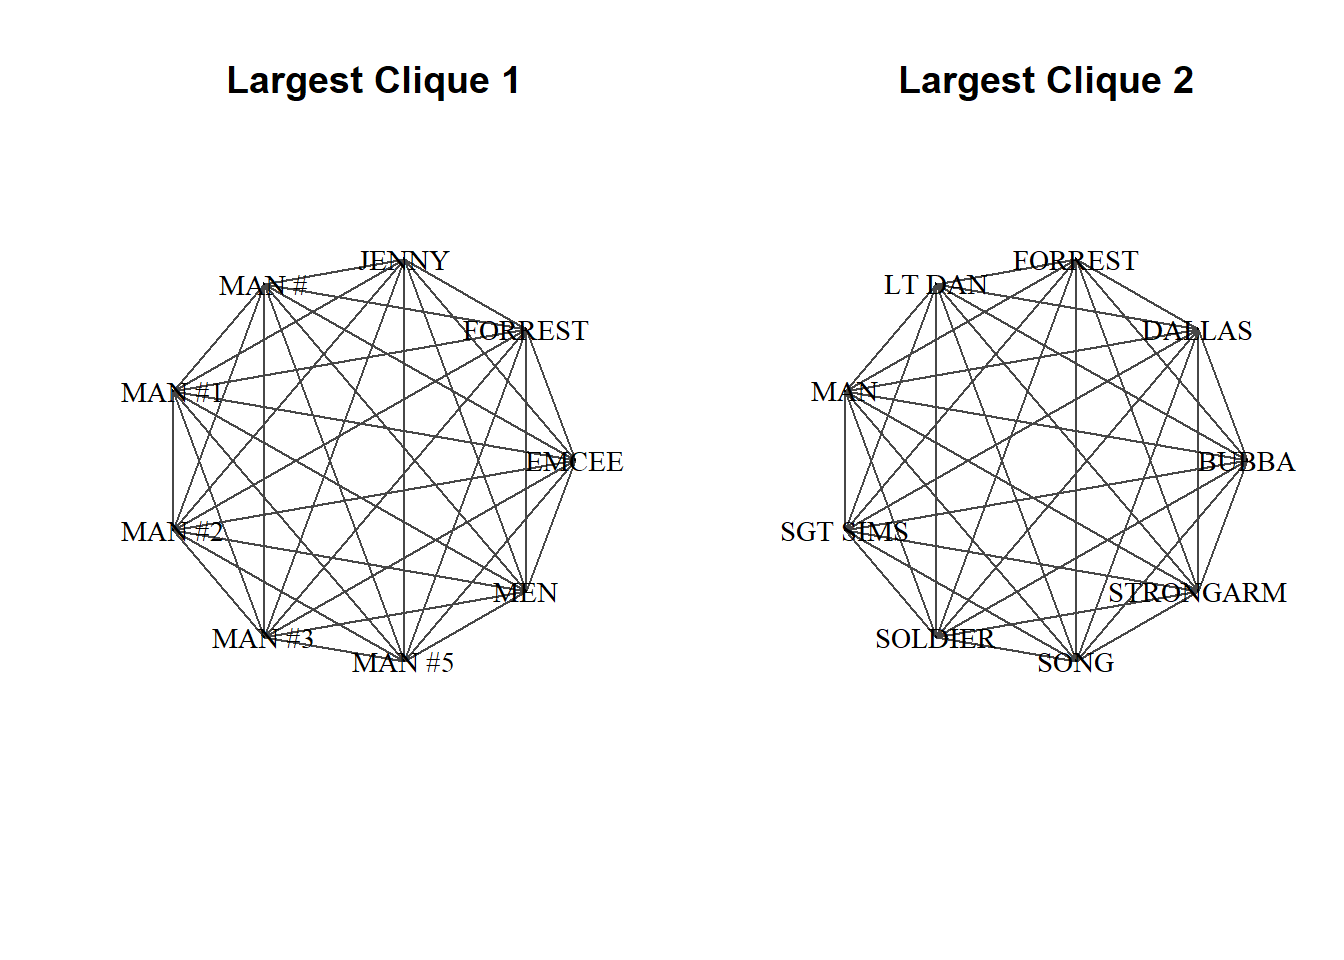 Largest Clique 1
JENNY
MAN #
FORREST
MAN #1
EMCEE
MAN #2
MEN
MAN #3
MAN #5
Largest Clique 2
FORREST
LT DAN
DALLAS
MAN
BUBBA
SGT SIMS
STRONGARM
SOLDIER
SONG